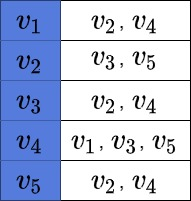 v₁ v₂, v₄
v₂ v₃, v₅
v₃ v₂, v₄
v₄ v₁, v₃, v₅
v₅ v₂, v₄